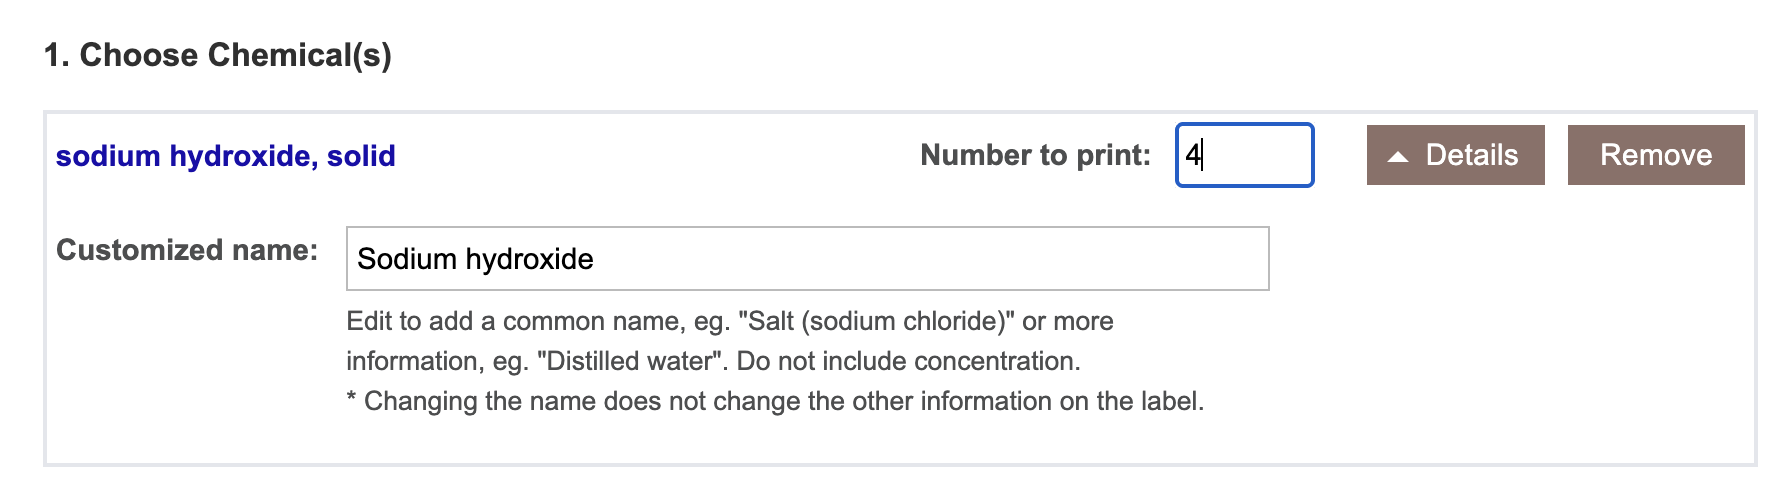 1. Choose Chemical(s)
sodium hydroxide, solid
Number to print: 4
Details
Remove
Customized name: Sodium hydroxide
Edit to add a common name, eg. "Salt (sodium chloride)" or more
information, eg. "Distilled water". Do not include concentration.
* Changing the name does not change the other information on the label.